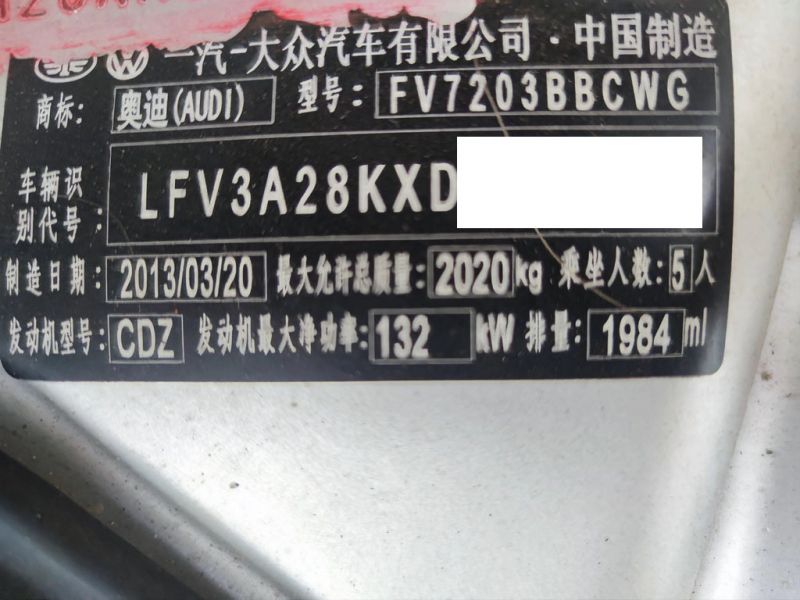 一汽-大众汽车有限公司·中国制造
商标: 奥迪(AUDI) 型号: FV7203BBCWG
车辆识别代号: LFV3A28KXD
制造日期: 2013/03/20 最大允许总质量: 2020kg 乘坐人数: 5人
发动机型号: CDZ 发动机最大净功率: 132 kW 排量: 1984 ml